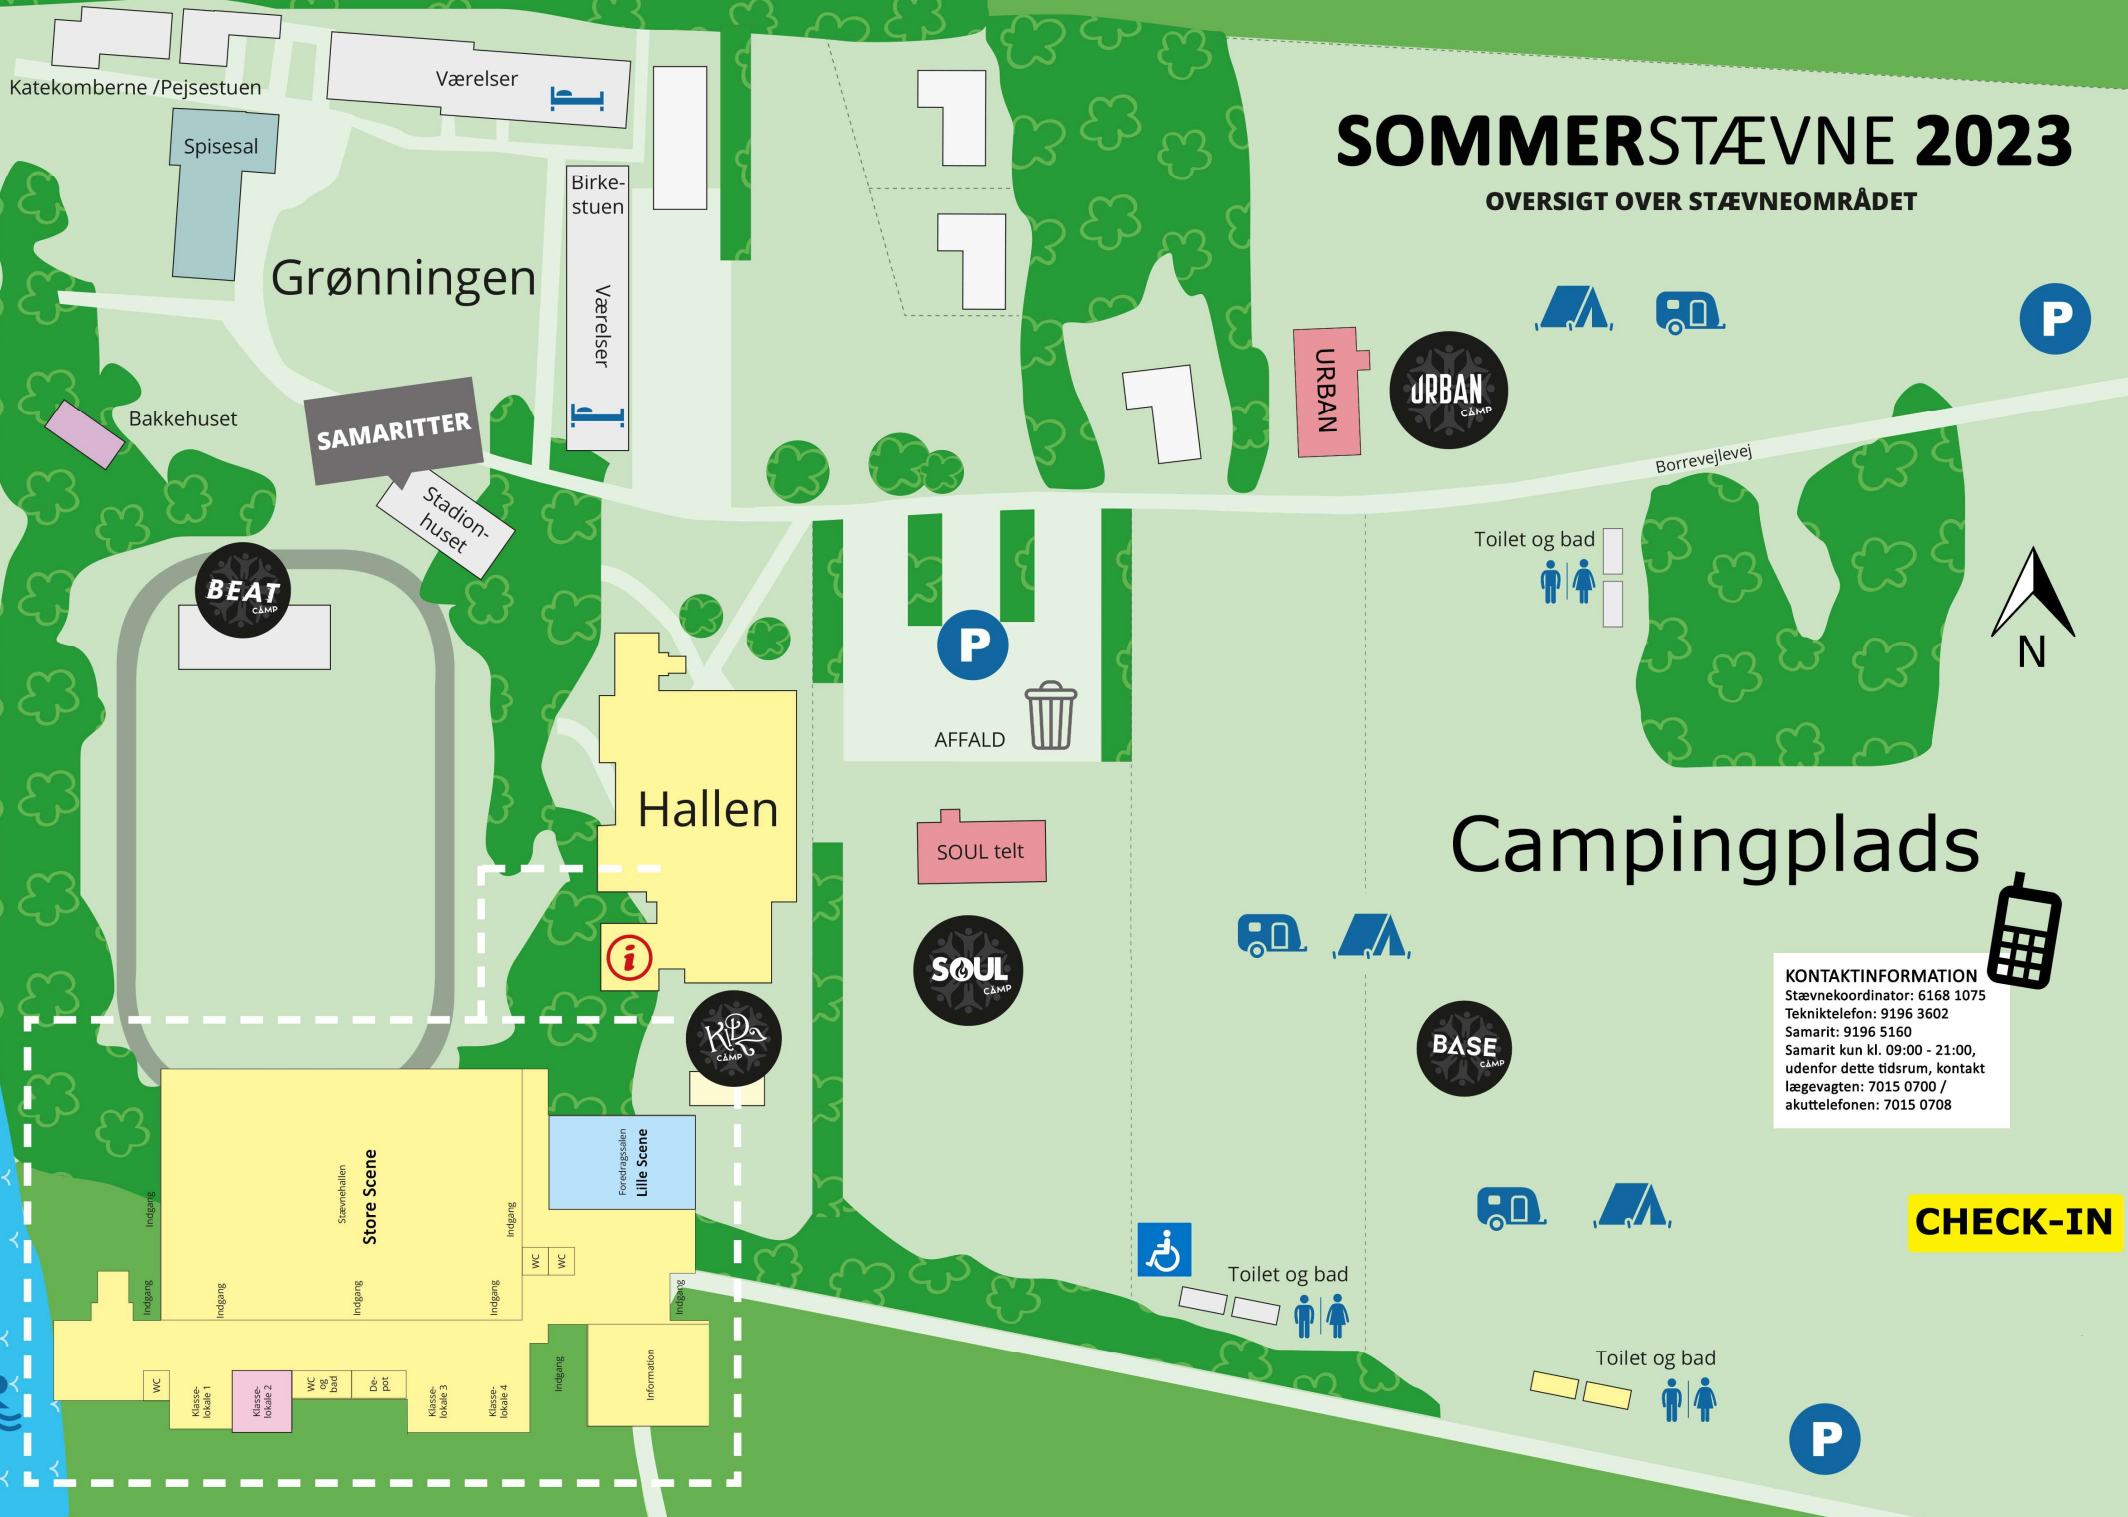 SOMMERSTÆVNE 2023
OVERSIGT OVER STÆVNEOMRÅDET
Katekomberne /Pejsestuen
Værelser
Spisesal
Birke-
stuen
Værelser
Grønningen
Bakkehuset
SAMARITTER
Stadion-
huset
BEAT
CAMP
URBAN
URBAN
CAMP
P
Borrevejlevej
Toilet og bad
N
P
AFFALD
Hallen
SOUL telt
SOUL
CAMP
Campingplads
i
KIDZ
CAMP
BASE
CAMP
KONTAKTINFORMATION
Stævnekoordinator: 6168 1075
Tekniktelefon: 9196 3602
Samarit: 9196 5160
Samarit kun kl. 09:00 - 21:00,
udenfor dette tidsrum, kontakt
lægevagten: 7015 0700 /
akuttelefonen: 7015 0708
CHECK-IN
Foredragssalen
Lille Scene
Stævnehallen
Store Scene
Indgang
Indgang
WC
WC
Indgang
Indgang
Indgang
Indgang
Indgang
Indgang
WC
Klasse-
lokale 1
Klasse-
lokale 2
WC
og
bad
De-
pot
Klasse-
lokale 3
Klasse-
lokale 4
Information
Toilet og bad
Toilet og bad
P